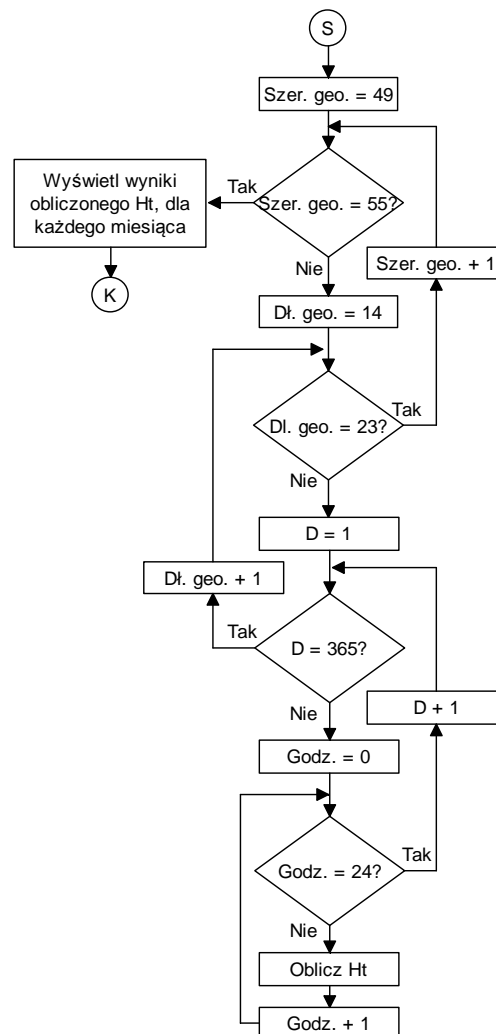 S
Szer. geo. = 49
Wyświetl wyniki
obliczonego Ht, dla
każdego miesiąca
Tak
Szer. geo. = 55?
K
Nie
Szer. geo. + 1
Dł. geo. = 14
Dl. geo. = 23?
Tak
Nie
D = 1
Dł. geo. + 1
Tak
D = 365?
Nie
D + 1
Godz. = 0
Godz. = 24?
Tak
Nie
Oblicz Ht
Godz. + 1